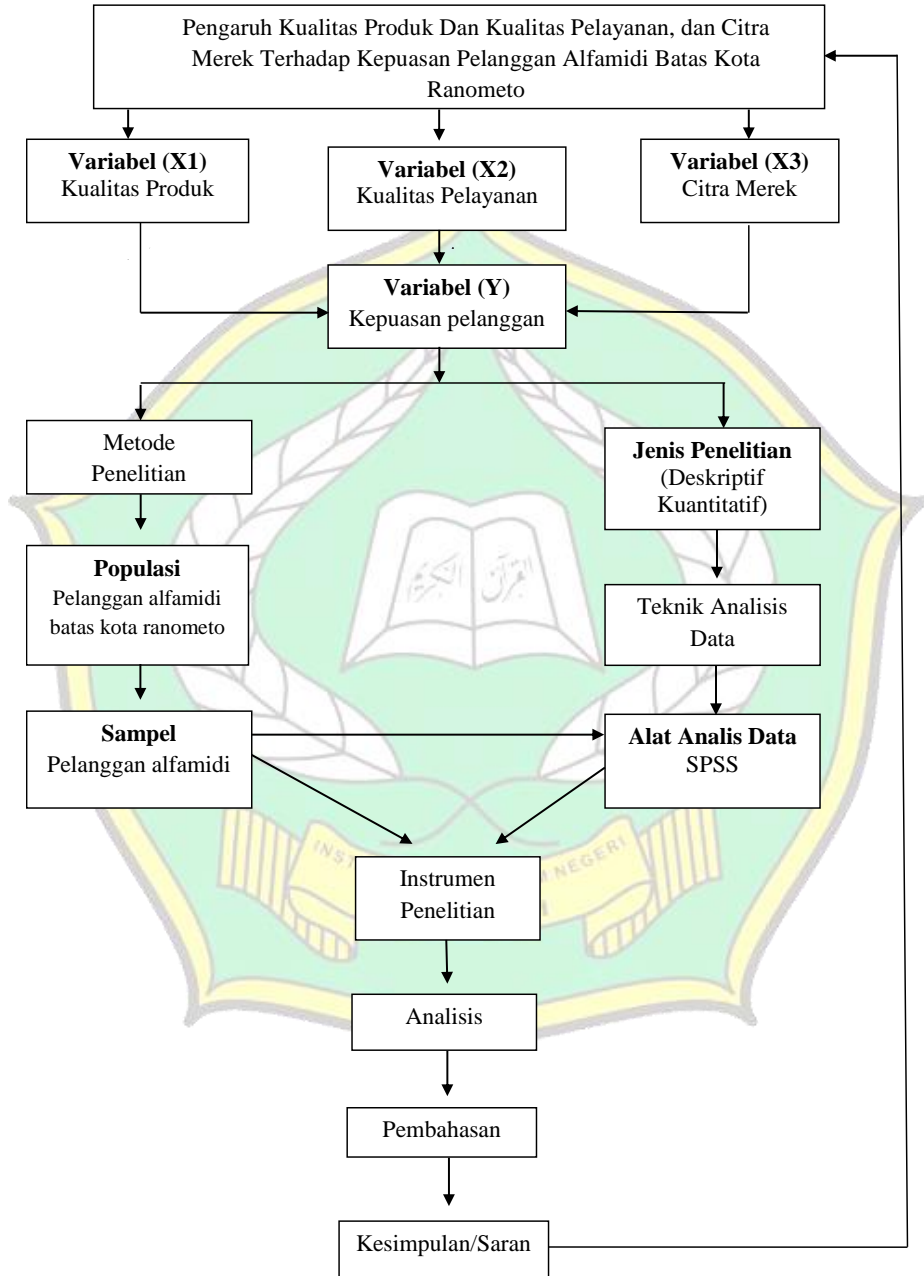 Pengaruh Kualitas Produk Dan Kualitas Pelayanan, dan Citra
Merek Terhadap Kepuasan Pelanggan Alfamidi Batas Kota
Ranometo
Variabel (X1)
Kualitas Produk
Variabel (X2)
Kualitas Pelayanan
Variabel (X3)
Citra Merek
Variabel (Y)
Kepuasan pelanggan
Metode
Penelitian
Jenis Penelitian
(Deskriptif
Kuantitatif)
Populasi
Pelanggan alfamidi
batas kota ranometo
Teknik Analisis
Data
Sampel
Pelanggan alfamidi
Alat Analis Data
SPSS
القرآن الكريم
NEGERI
Instrumen
Penelitian
Analisis
Pembahasan
Kesimpulan/Saran